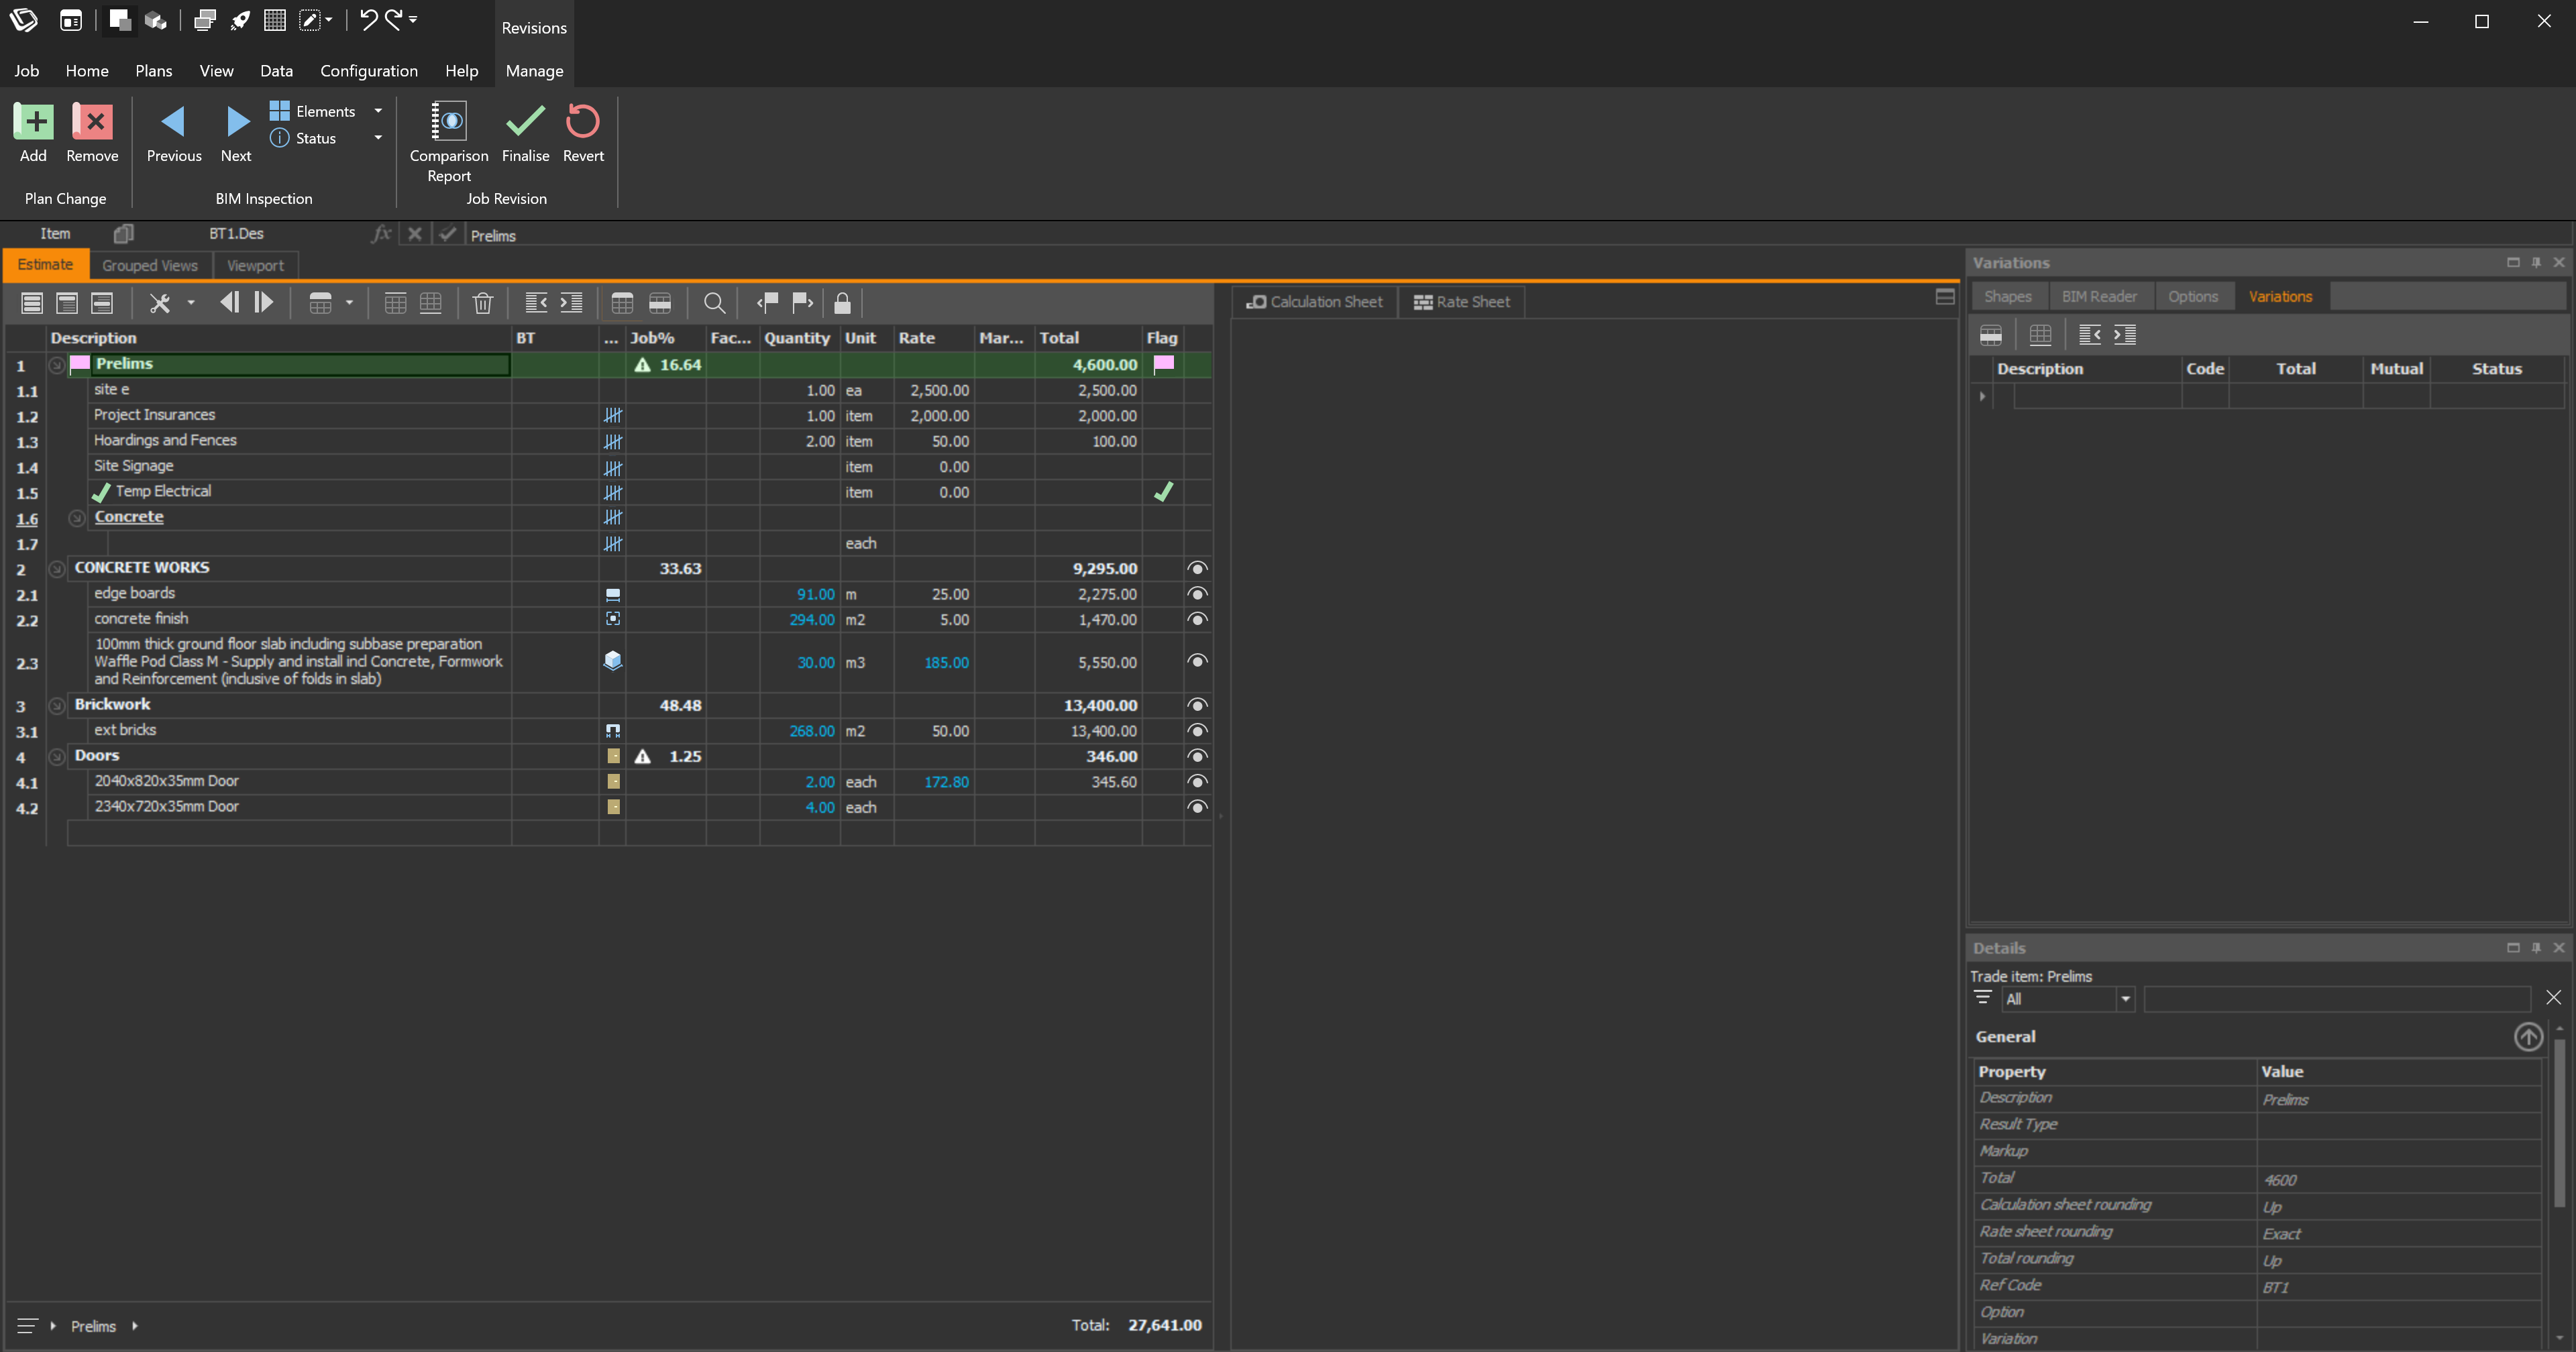 Revisions
Job Home Plans View Data Configuration Help Manage
Add Remove Previous Next Elements Status Comparison Report Finalise Revert
Plan Change BIM Inspection Job Revision
Item BT1.Des fx Prelims
Estimate Grouped Views Viewport
Description BT ... Job% Fac... Quantity Unit Rate Mar... Total Flag
1 Prelims 16.64 4,600.00
1.1 site e 1.00 ea 2,500.00 2,500.00
1.2 Project Insurances 1.00 item 2,000.00 2,000.00
1.3 Hoardings and Fences 2.00 item 50.00 100.00
1.4 Site Signage item 0.00
1.5 Temp Electrical item 0.00
1.6 Concrete
1.7 each
2 CONCRETE WORKS 33.63 9,295.00
2.1 edge boards 91.00 m 25.00 2,275.00
2.2 concrete finish 294.00 m2 5.00 1,470.00
100mm thick ground floor slab including subbase preparation
2.3 Waffle Pod Class M - Supply and install incl Concrete, Formwork 30.00 m3 185.00 5,550.00
and Reinforcement (inclusive of folds in slab)
3 Brickwork 48.48 13,400.00
3.1 ext bricks 268.00 m2 50.00 13,400.00
4 Doors 1.25 346.00
4.1 2040x820x35mm Door 2.00 each 172.80 345.60
4.2 2340x720x35mm Door 4.00 each
Prelims Total: 27,641.00
Calculation Sheet Rate Sheet
Variations
Shapes BIM Reader Options Variations
Description Code Total Mutual Status
Details
Trade item: Prelims
All
General
Property Value
Description Prelims
Result Type
Markup
Total 4600
Calculation sheet rounding Up
Rate sheet rounding Exact
Total rounding Up
Ref Code BT1
Option
Variation